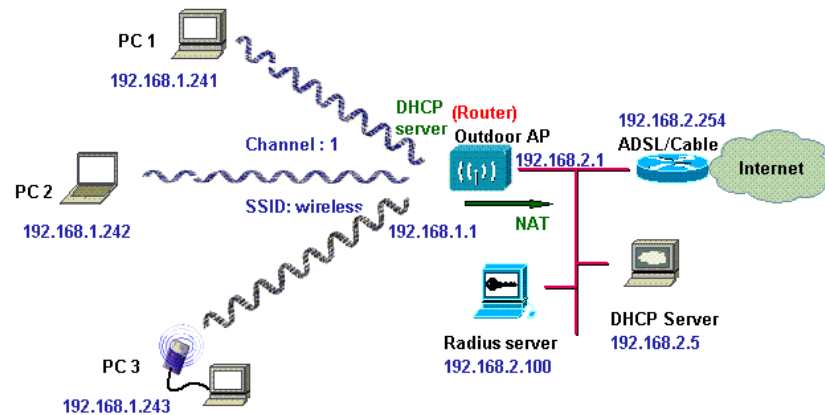 PC 1
192.168.1.241
DHCP server
(Router)
Outdoor AP
192.168.2.254
ADSL/Cable
Internet
Channel : 1
192.168.2.1
PC 2
192.168.1.242
SSID: wireless
192.168.1.1
NAT
Radius server
192.168.2.100
DHCP Server
192.168.2.5
PC 3
192.168.1.243